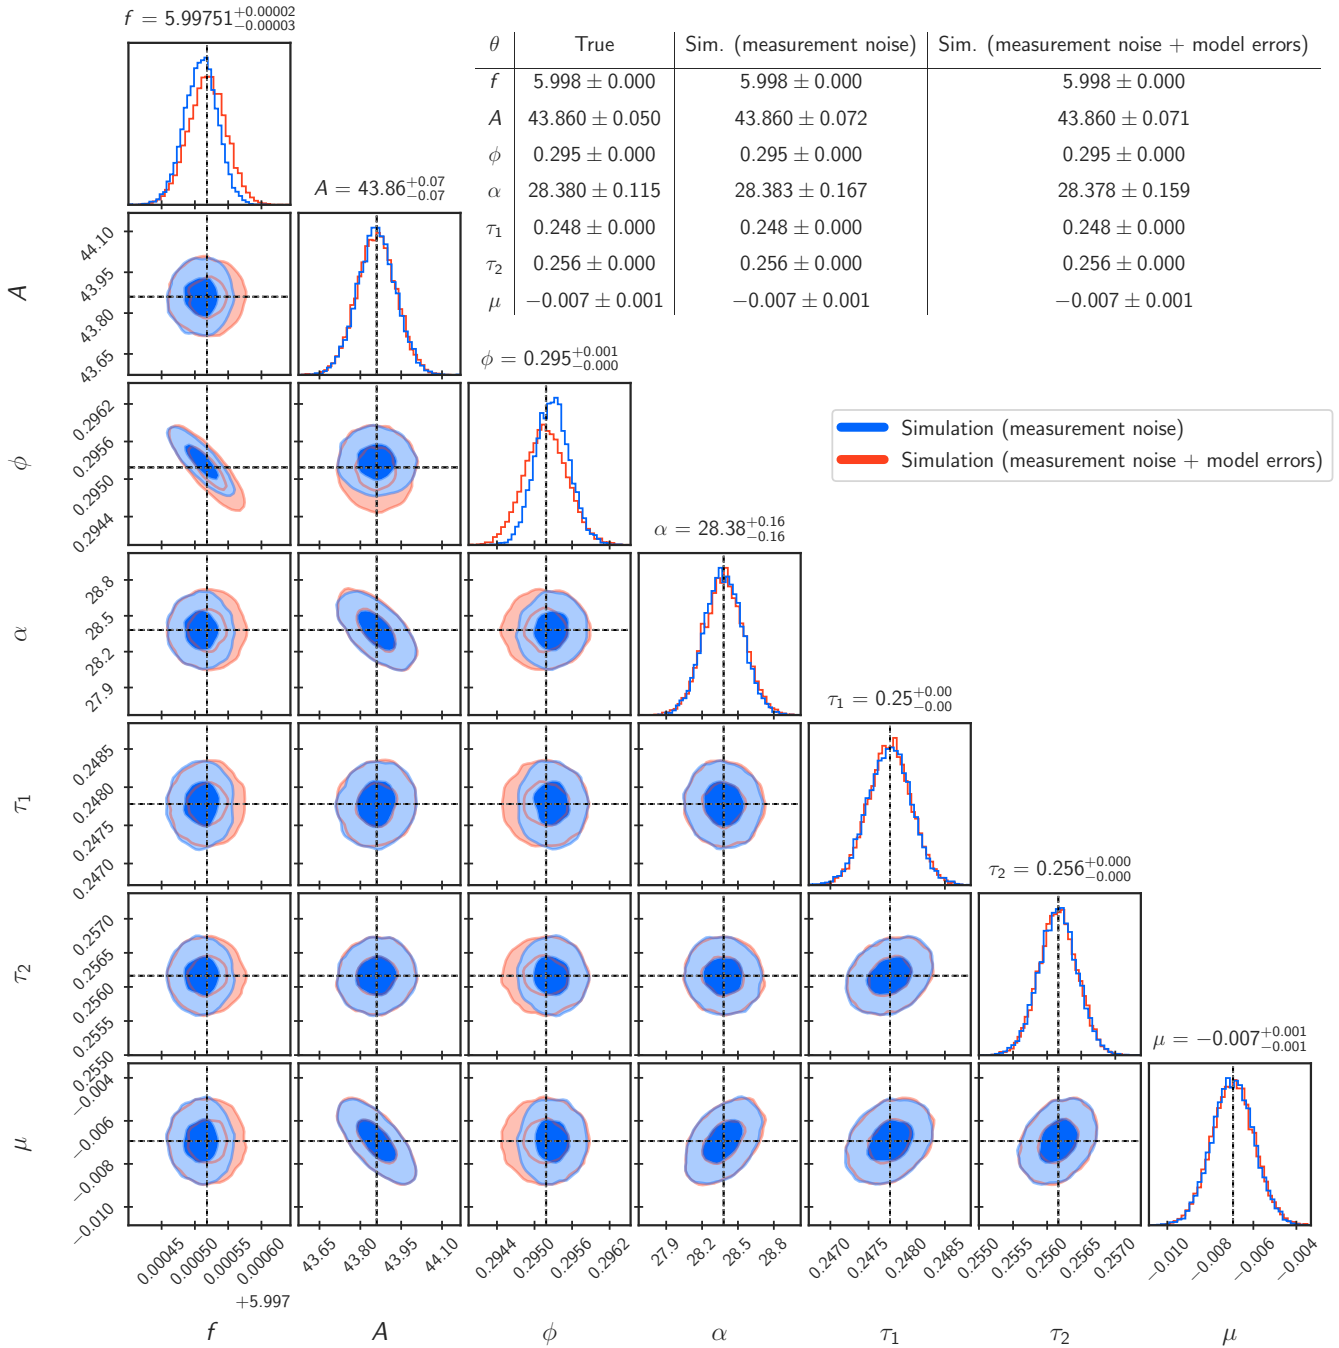 f = 5.99751 +0.00002 −0.00003
θ True Sim. (measurement noise) Sim. (measurement noise + model errors)
f 5.998 ± 0.000 5.998 ± 0.000 5.998 ± 0.000
A 43.860 ± 0.050 43.860 ± 0.072 43.860 ± 0.071
ϕ 0.295 ± 0.000 0.295 ± 0.000 0.295 ± 0.000
α 28.380 ± 0.115 28.383 ± 0.167 28.378 ± 0.159
τ1 0.248 ± 0.000 0.248 ± 0.000 0.248 ± 0.000
τ2 0.256 ± 0.000 0.256 ± 0.000 0.256 ± 0.000
μ −0.007 ± 0.001 −0.007 ± 0.001 −0.007 ± 0.001
A = 43.86 +0.07 −0.07
A
44.10
43.95
43.80
43.65
ϕ = 0.295 +0.001 −0.000
Simulation (measurement noise)
Simulation (measurement noise + model errors)
ϕ
0.2962
0.2956
0.2950
0.2944
α = 28.38 +0.16 −0.16
α
28.8
28.5
28.2
27.9
τ1 = 0.25 +0.00 −0.00
τ1
0.2485
0.2480
0.2475
0.2470
τ2 = 0.256 +0.000 −0.000
τ2
0.2570
0.2565
0.2560
0.2555
0.2550
μ = −0.007 +0.001 −0.001
μ
−0.004
−0.006
−0.008
−0.010
0.00045 0.00050 0.00055 0.00060 43.65 43.80 43.95 44.10 0.2944 0.2950 0.2956 0.2962 27.9 28.2 28.5 28.8 0.2470 0.2475 0.2480 0.2485 0.2550 0.2555 0.2560 0.2565 0.2570 −0.010 −0.008 −0.006 −0.004
+5.997
f A ϕ α τ1 τ2 μ